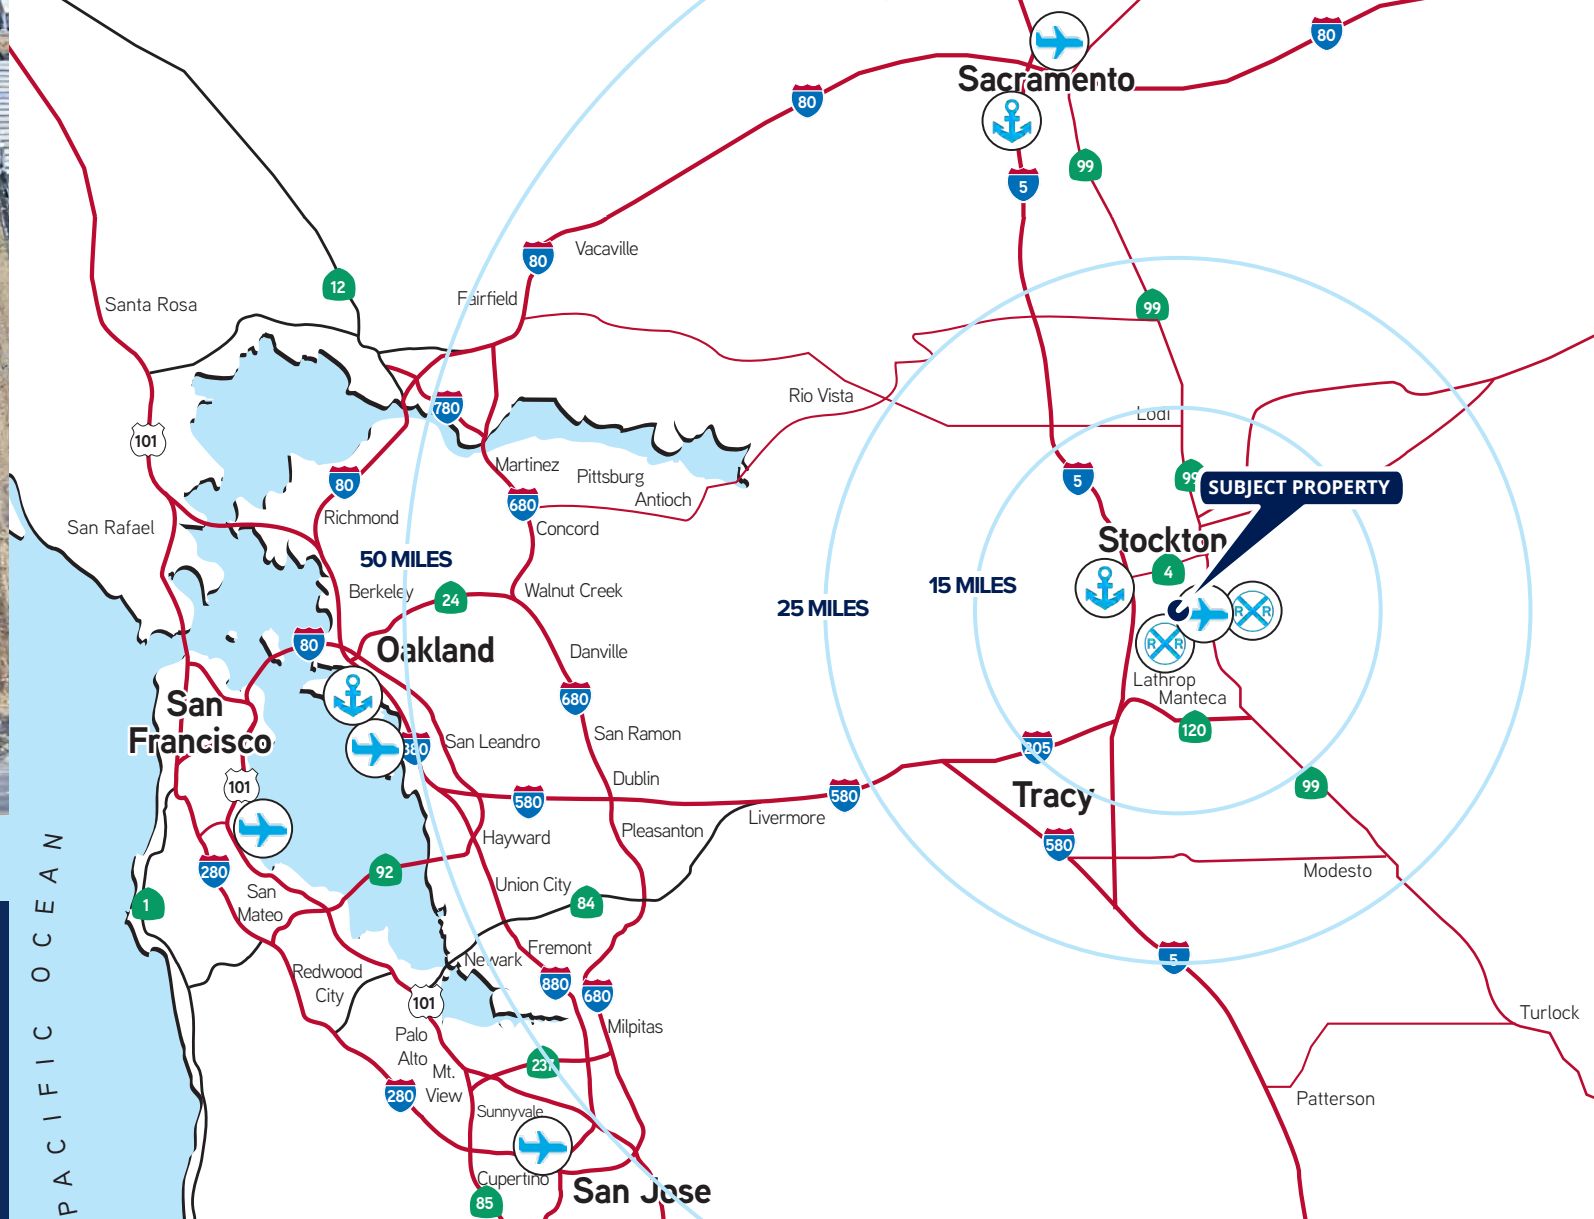 80
Sacramento
80
99
5
Vacaville
80
12
Fairfield
Santa Rosa
99
Rio Vista
780
Lodi
101
Martinez
Pittsburg
80
5
99
SUBJECT PROPERTY
Antioch
680
Richmond
San Rafael
Concord
Stockton
50 MILES
4
15 MILES
Berkeley
24
Walnut Creek
25 MILES
R R
80
Oakland
Danville
R R
Lathrop
680
Manteca
San
Francisco
120
San Leandro
San Ramon
880
205
Dublin
101
99
580
580
Tracy
Livermore
Pleasanton
Hayward
580
280
92
Modesto
Union City
San
Mateo
84
1
PACIFIC OCEAN
Fremont
Newark
5
Redwood
City
880
680
101
Turlock
Milpitas
Palo
Alto
237
Mt.
View
280
Patterson
Sunnyvale
Cupertino
San Jose
85